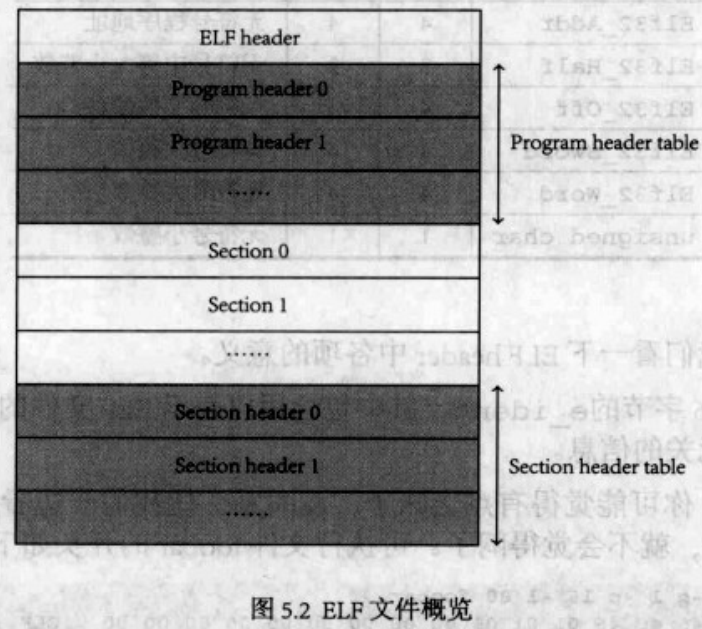 ELF header
Program header 0
Program header 1
Program header table
……
Section 0
Section 1
……
Section header 0
Section header 1
Section header table
……
图 5.2 ELF 文件概览